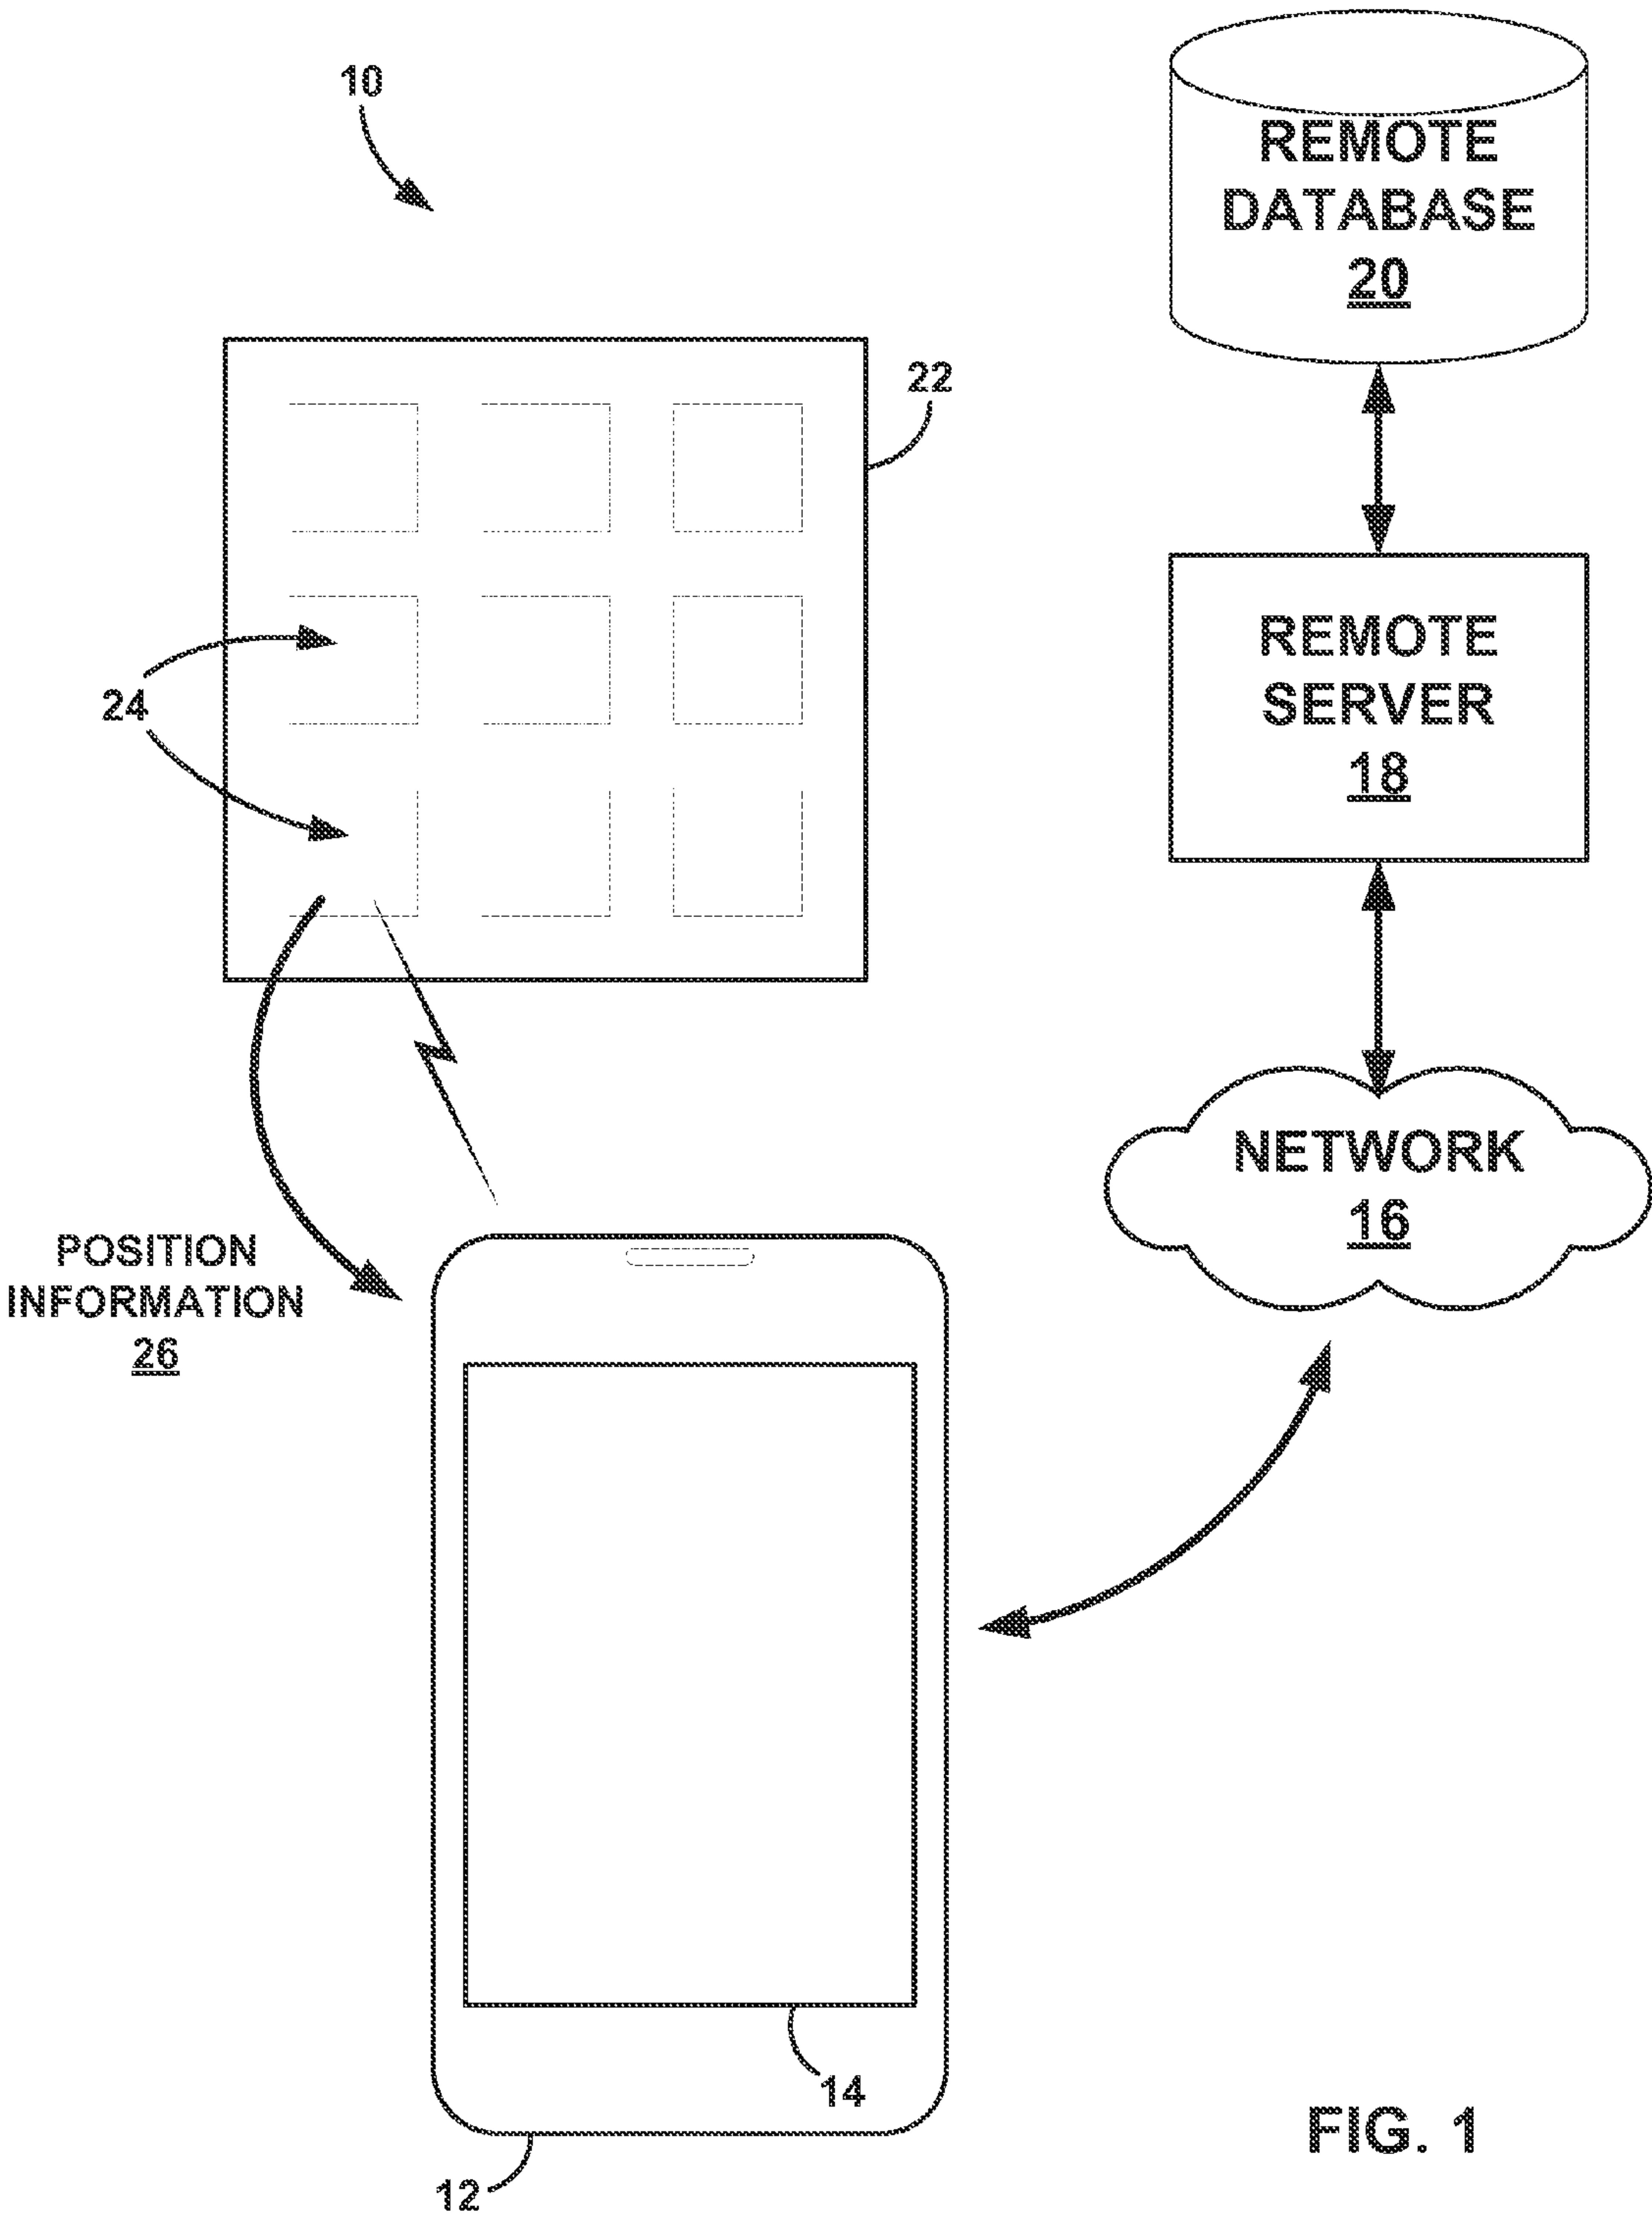 10
REMOTE
DATABASE
20
22
REMOTE
SERVER
18
24
NETWORK
16
POSITION
INFORMATION
26
14
12
FIG. 1